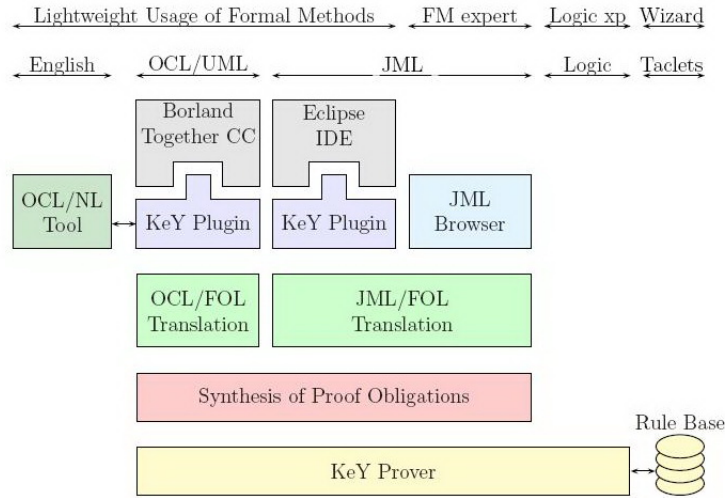 Lightweight Usage of Formal Methods FM expert Logic xp Wizard
English OCL/UML JML Logic Taclets
Borland
Together CC
Eclipse
IDE
OCL/NL
Tool
KeY Plugin
KeY Plugin
JML
Browser
OCL/FOL
Translation
JML/FOL
Translation
Synthesis of Proof Obligations
Rule Base
KeY Prover